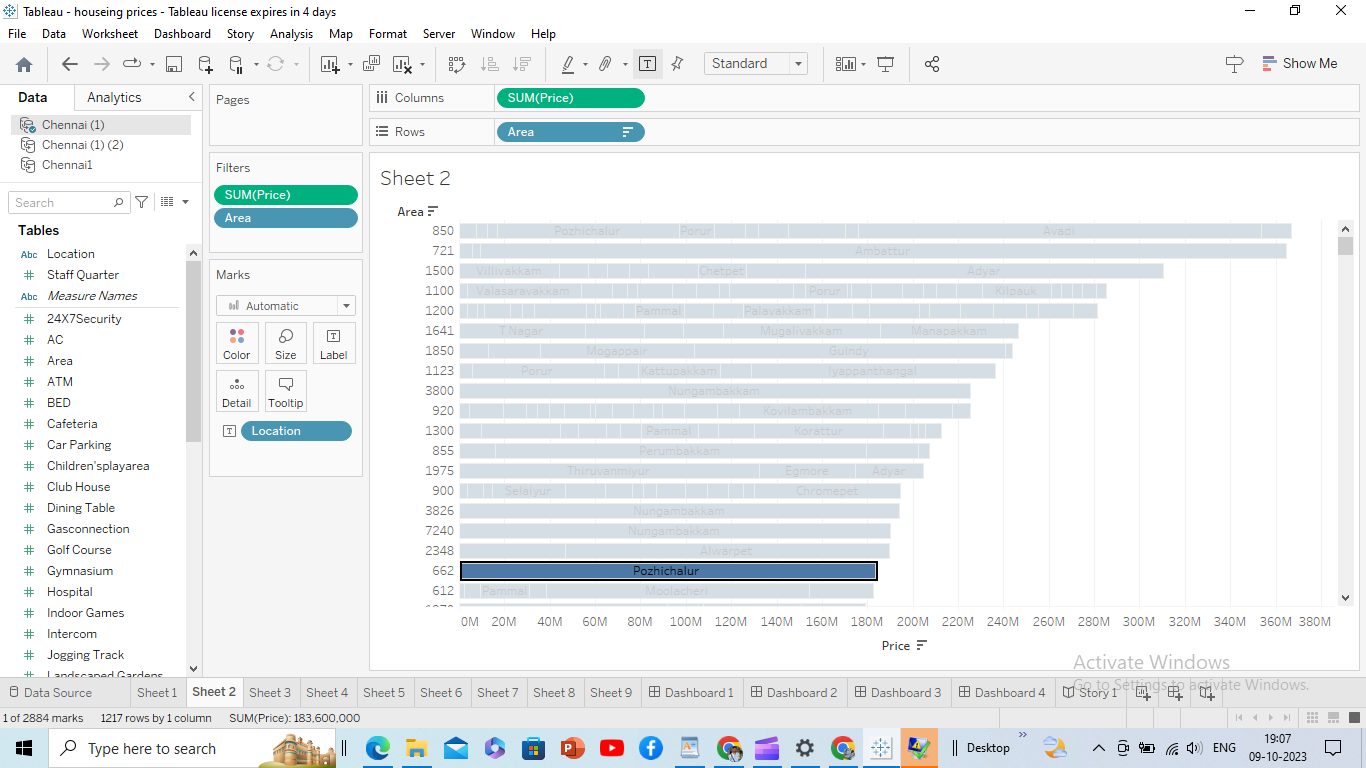 Tableau - houseing prices - Tableau license expires in 4 days
File Data Worksheet Dashboard Story Analysis Map Format Server Window Help
Standard
Show Me
Data Analytics
Chennai (1)
Chennai (1) (2)
Chennai1
Search
Tables
Abc Location
Staff Quarter
Abc Measure Names
24X7Security
AC
Area
ATM
BED
Cafeteria
Car Parking
Children'splayarea
Club House
Dining Table
Gasconnection
Golf Course
Gymnasium
Hospital
Indoor Games
Intercom
Jogging Track
Landscaped Gardens
Pages
Filters
SUM(Price)
Area
Marks
Automatic
Color Size Label
Detail Tooltip
Location
Columns SUM(Price)
Rows Area
Sheet 2
Area
850 Pozhichalur Porur Avadi
721 Ambattur
1500 Villivakkam Chetpet Adyar
1100 Valasaravakkam Porur Kilpauk
1200 Pammal Palavakkam
1641 T Nagar Mugalivakkam Manapakkam
1850 Mogappair Guindy
1123 Porur Kattupakkam Iyappanthangal
3800 Nungambakkam
920 Kovilambakkam
1300 Pammal Korattur
855 Perumbakkam
1975 Thiruvanmiyur Egmore Adyar
900 Selaiyur Chromepet
3826 Nungambakkam
7240 Nungambakkam
2348 Alwarpet
662 Pozhichalur
612 Pammal Moolacheri
0M 20M 40M 60M 80M 100M 120M 140M 160M 180M 200M 220M 240M 260M 280M 300M 320M 340M 360M 380M
Price
Activate Windows
Go to Settings to activate Windows.
Data Source Sheet 1 Sheet 2 Sheet 3 Sheet 4 Sheet 5 Sheet 6 Sheet 7 Sheet 8 Sheet 9 Dashboard 1 Dashboard 2 Dashboard 3 Dashboard 4 Story 1
1 of 2884 marks 1217 rows by 1 column SUM(Price): 183,600,000
Type here to search
Desktop
ENG
19:07
09-10-2023